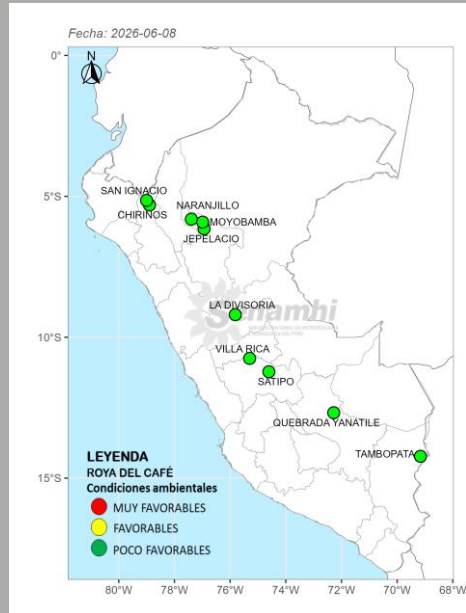 Fecha: 2026-06-08
N
0°
SAN IGNACIO
CHIRINOS
NARANJILLO
MOYOBAMBA
JEPELACIO
5°S
LA DIVISORIA
Senamhi
10°S
VILLA RICA
SATIPO
QUEBRADA YANATILE
TAMBOPATA
15°S
LEYENDA
ROYA DEL CAFÉ
Condiciones ambientales
MUY FAVORABLES
FAVORABLES
POCO FAVORABLES
80°W
78°W
76°W
74°W
72°W
70°W
68°W